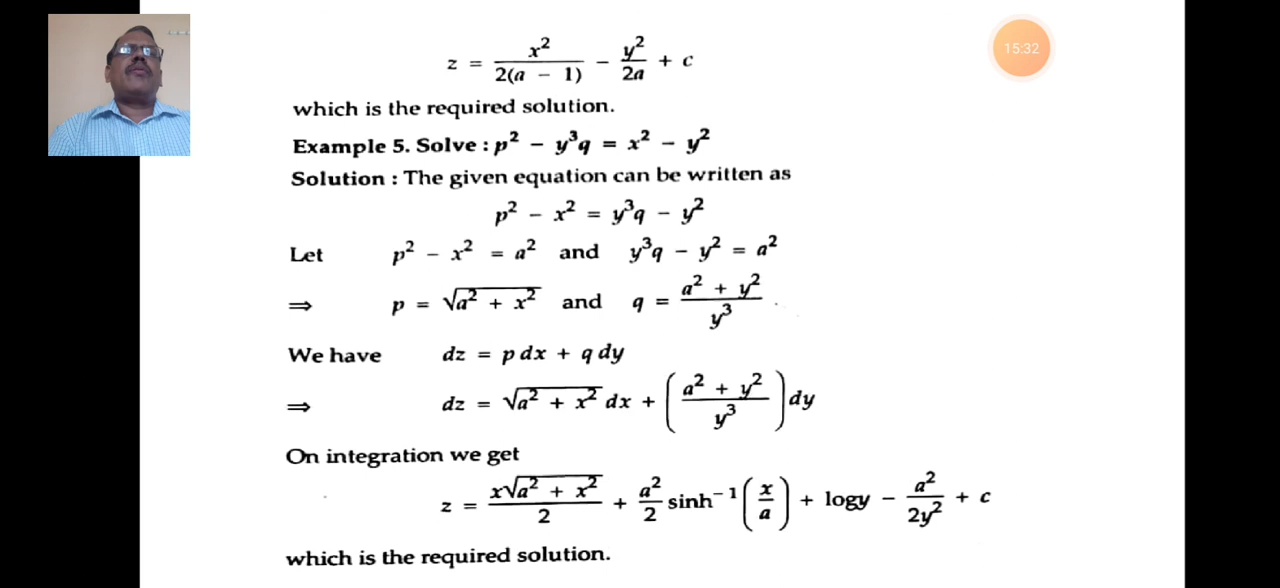 15:32
z = x²/2(a − 1) − y²/2a + c
which is the required solution.
Example 5. Solve : p² − y³q = x² − y²
Solution : The given equation can be written as
p² − x² = y³q − y²
Let p² − x² = a² and y³q − y² = a²
⇒ p = √(a² + x²) and q = (a² + y²)/y³
We have dz = p dx + q dy
⇒ dz = √(a² + x²) dx + ((a² + y²)/y³) dy
On integration we get
z = x√(a² + x²)/2 + a²/2 sinh⁻¹(x/a) + logy − a²/2y² + c
which is the required solution.